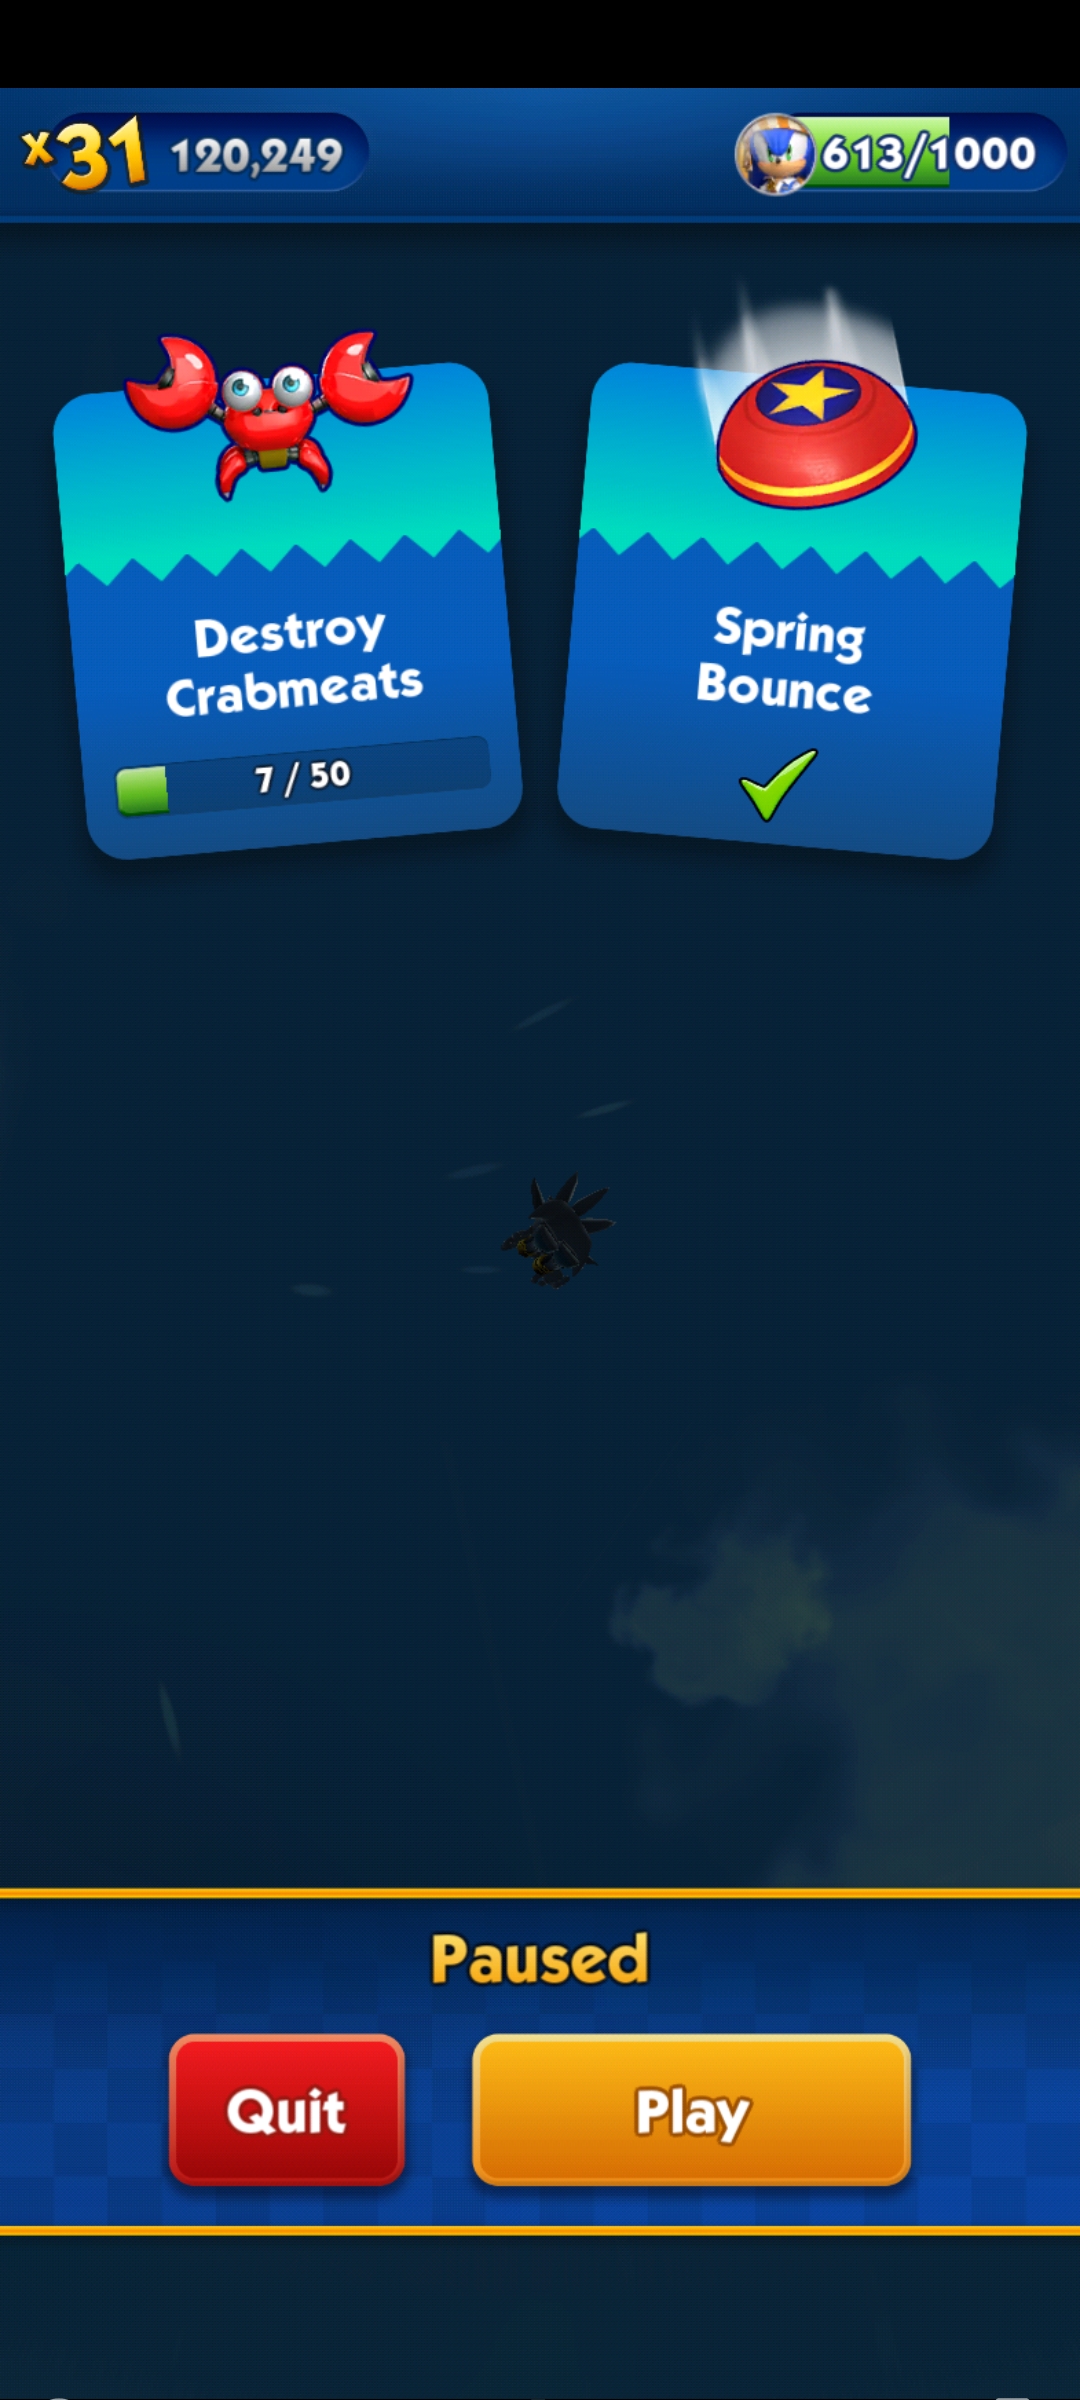 x31 120,249
613/1000
Destroy
Crabmeats
7 / 50
Spring
Bounce
Paused
Quit
Play